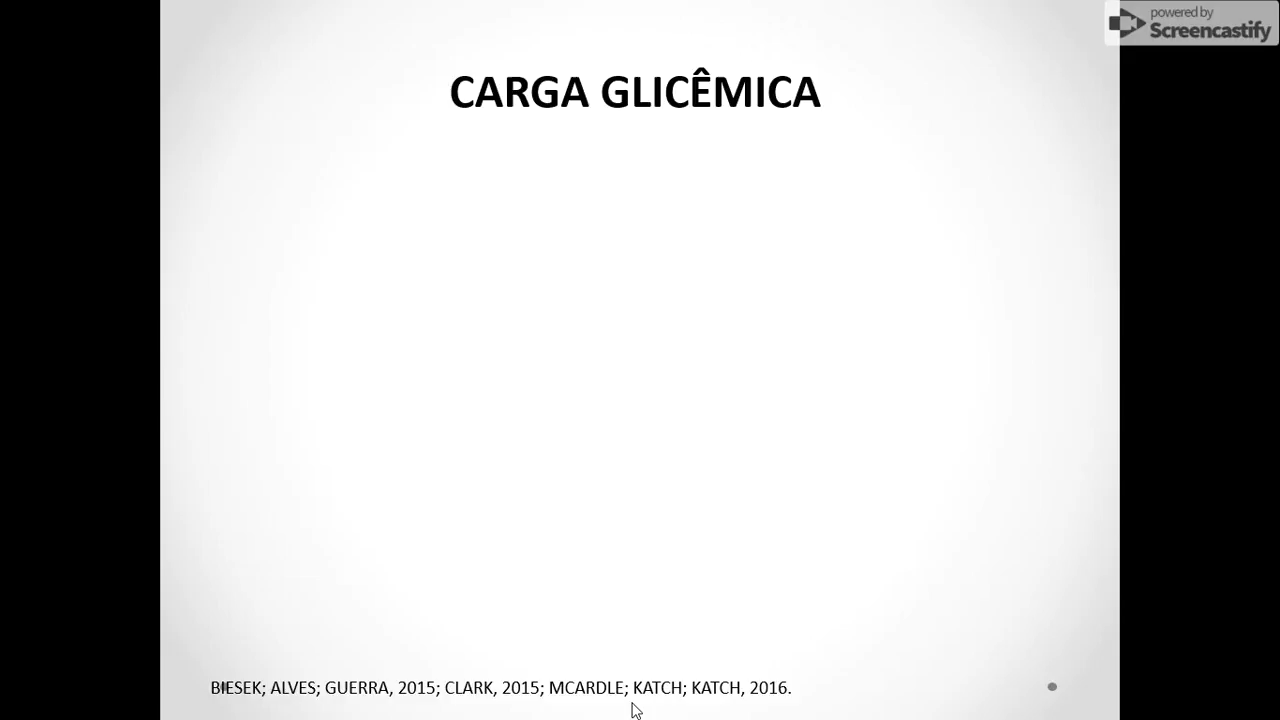 powered by
Screencastify
CARGA GLICÊMICA
BIESEK; ALVES; GUERRA, 2015; CLARK, 2015; MCARDLE; KATCH; KATCH, 2016.